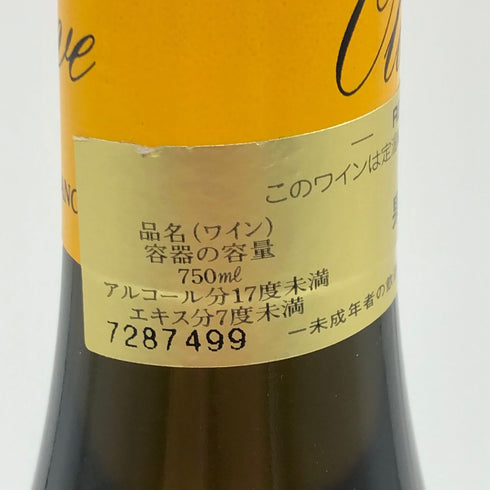 品名(ワイン)
容器の容量
750ml
アルコール分17度未満
エキス分7度未満
7287499
このワインは定
一未成年者の飲